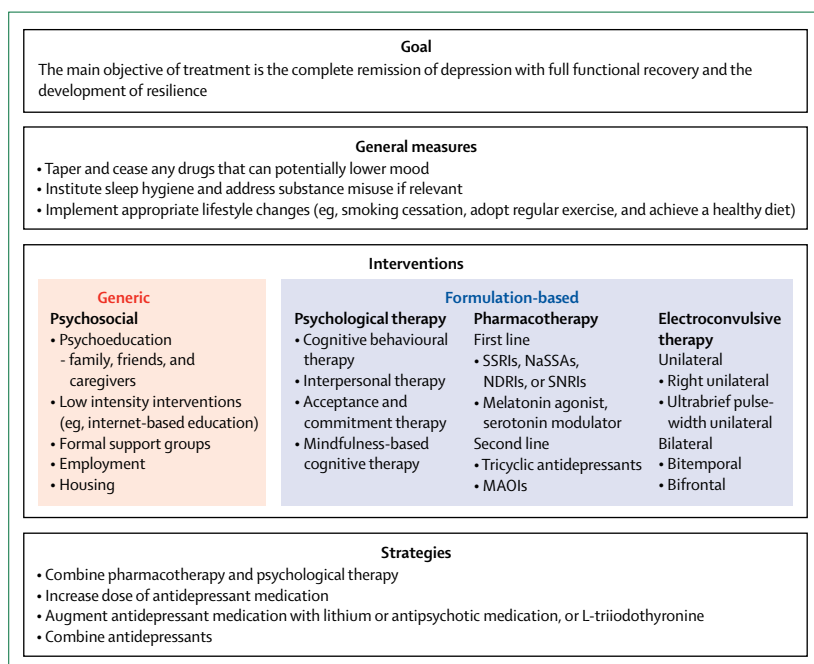 Goal
The main objective of treatment is the complete remission of depression with full functional recovery and the
development of resilience
General measures
• Taper and cease any drugs that can potentially lower mood
• Institute sleep hygiene and address substance misuse if relevant
• Implement appropriate lifestyle changes (eg, smoking cessation, adopt regular exercise, and achieve a healthy diet)
Interventions
Generic
Psychosocial
• Psychoeducation
- family, friends, and
caregivers
• Low intensity interventions
(eg, internet-based education)
• Formal support groups
• Employment
• Housing
Formulation-based
Psychological therapy
• Cognitive behavioural
therapy
• Interpersonal therapy
• Acceptance and
commitment therapy
• Mindfulness-based
cognitive therapy
Pharmacotherapy
First line
• SSRIs, NaSSAs,
NDRIs, or SNRIs
• Melatonin agonist,
serotonin modulator
Second line
• Tricyclic antidepressants
• MAOIs
Electroconvulsive
therapy
Unilateral
• Right unilateral
• Ultrabrief pulse-
width unilateral
Bilateral
• Bitemporal
• Bifrontal
Strategies
• Combine pharmacotherapy and psychological therapy
• Increase dose of antidepressant medication
• Augment antidepressant medication with lithium or antipsychotic medication, or L-triiodothyronine
• Combine antidepressants